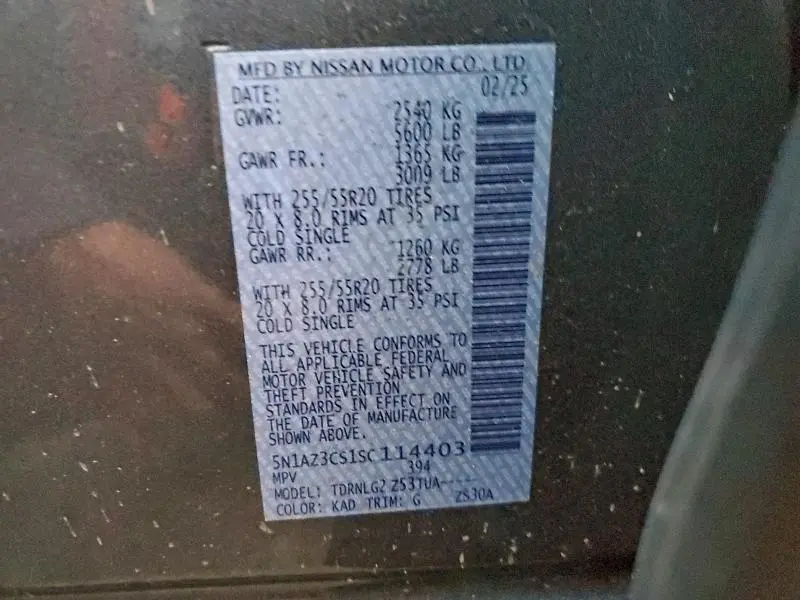 MFD BY NISSAN MOTOR CO., LTD.
DATE: 02/25
GVWR: 2540 KG
5600 LB
GAWR FR.: 1365 KG
3009 LB
WITH 255/55R20 TIRES
20 X 8.0 RIMS AT 35 PSI
COLD SINGLE
GAWR RR.: 1260 KG
2778 LB
WITH 255/55R20 TIRES
20 X 8.0 RIMS AT 35 PSI
COLD SINGLE
THIS VEHICLE CONFORMS TO
ALL APPLICABLE FEDERAL
MOTOR VEHICLE SAFETY AND
THEFT PREVENTION
STANDARDS IN EFFECT ON
THE DATE OF MANUFACTURE
SHOWN ABOVE.
5N1AZ3CS1SC114403
MPV 394
MODEL: TDRNLG2 Z53TUA-----
COLOR: KAD TRIM: G ZS30A